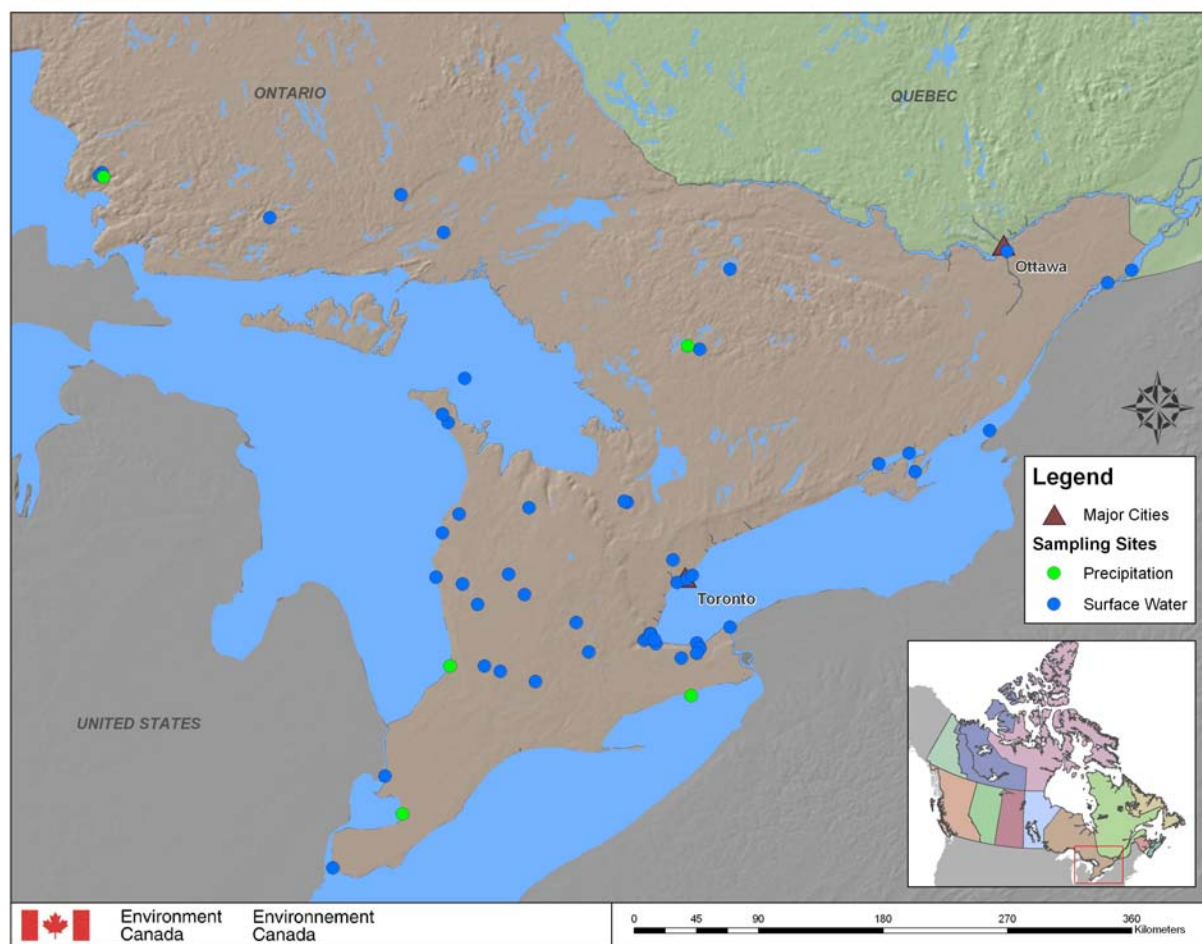 ONTARIO
QUEBEC
Ottawa
Toronto
UNITED STATES
Legend
Major Cities
Sampling Sites
Precipitation
Surface Water
Environment Environnement
Canada Canada
0 45 90 180 270 360
Kilometers